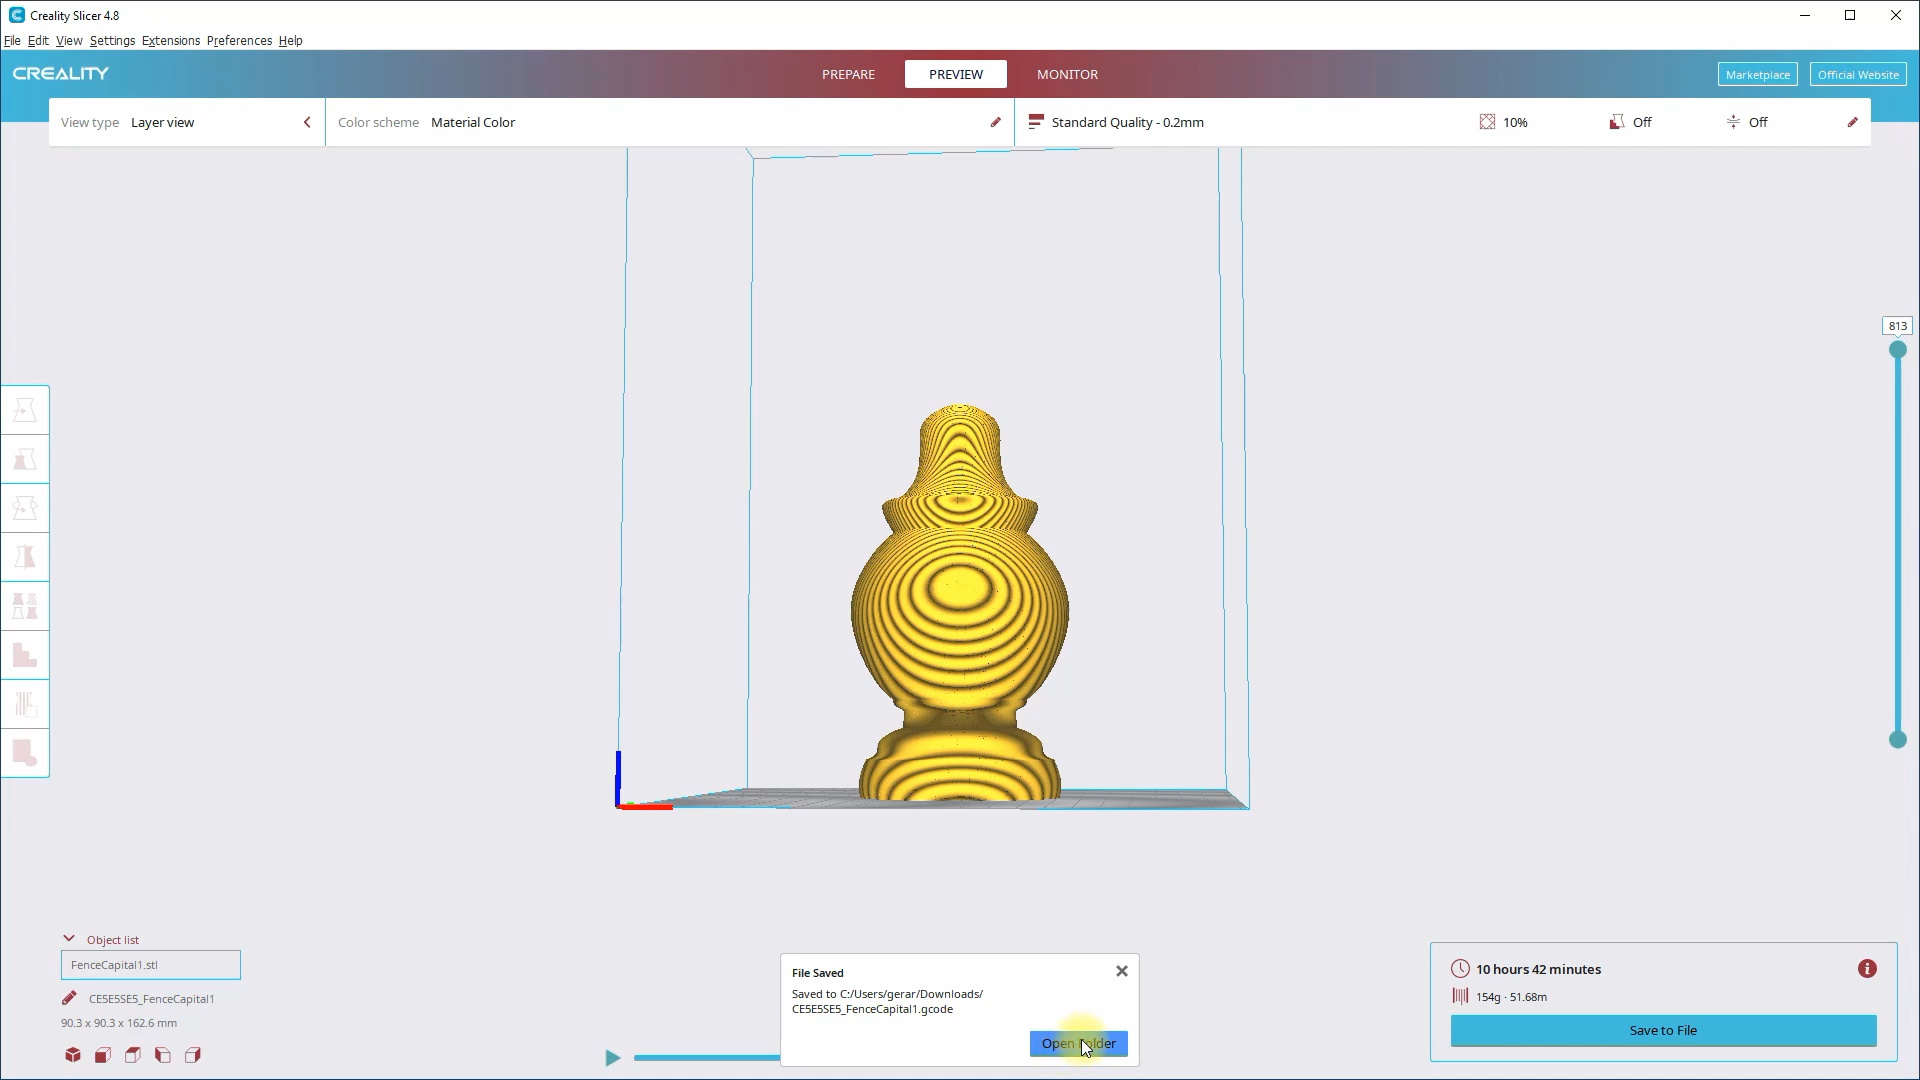 Creality Slicer 4.8
File Edit View Settings Extensions Preferences Help
CREALITY
PREPARE PREVIEW MONITOR
Marketplace Official Website
View type Layer view
Color scheme Material Color
Standard Quality - 0.2mm
10% Off Off
813
Object list
FenceCapital1.stl
CE5E5SE5_FenceCapital1
90.3 x 90.3 x 162.6 mm
File Saved
Saved to C:/Users/gerar/Downloads/
CE5E5SE5_FenceCapital1.gcode
Open Folder
10 hours 42 minutes
154g · 51.68m
Save to File